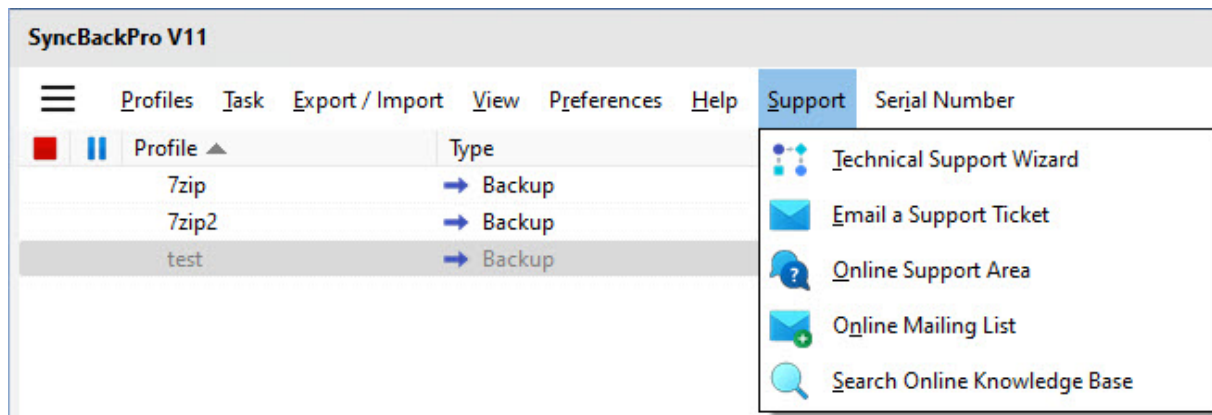 SyncBackPro V11
Profiles Task Export / Import View Preferences Help Support Serial Number
Profile Type
7zip Backup
7zip2 Backup
test Backup
Technical Support Wizard
Email a Support Ticket
Online Support Area
Online Mailing List
Search Online Knowledge Base